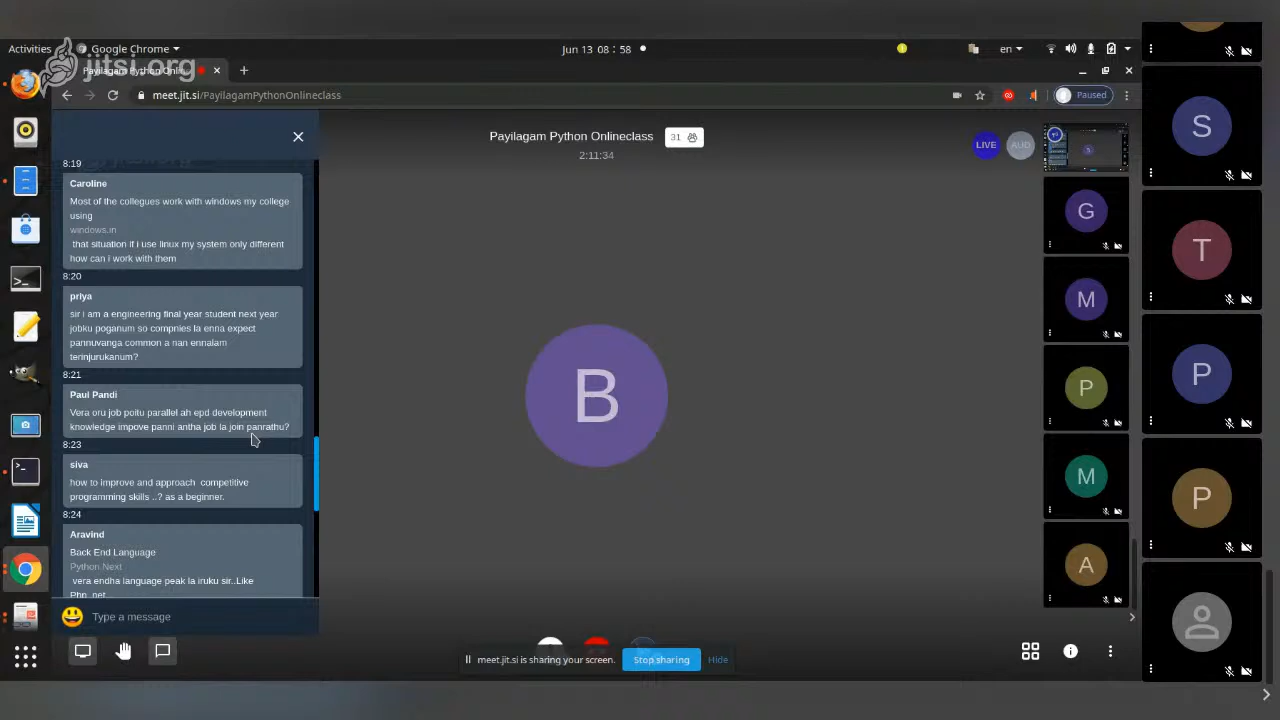 Activities
Google Chrome
Jun 13 08:58
en
jitsi.org
Payilagam Python Onli
meet.jit.si/PayilagamPythonOnlineclass
Paused
Payilagam Python Onlineclass
31
2:11:34
LIVE
AUD
8:19
Caroline
Most of the collegues work with windows my college
using
windows.in
that situation if i use linux my system only different
how can i work with them
8:20
priya
sir i am a engineering final year student next year
jobku poganum so compnies la enna expect
pannuvanga common a nan ennalam
terinjurukanum?
8:21
Paul Pandi
Vera oru job poitu parallel ah epd development
knowledge impove panni antha job la join panrathu?
8:23
siva
how to improve and approach competitive
programming skills ..? as a beginner.
8:24
Aravind
Back End Language
Python.Next
vera endha language peak la iruku sir..Like
Php .net
Type a message
meet.jit.si is sharing your screen.
Stop sharing
Hide
B
G
M
P
M
A
S
T
P
P